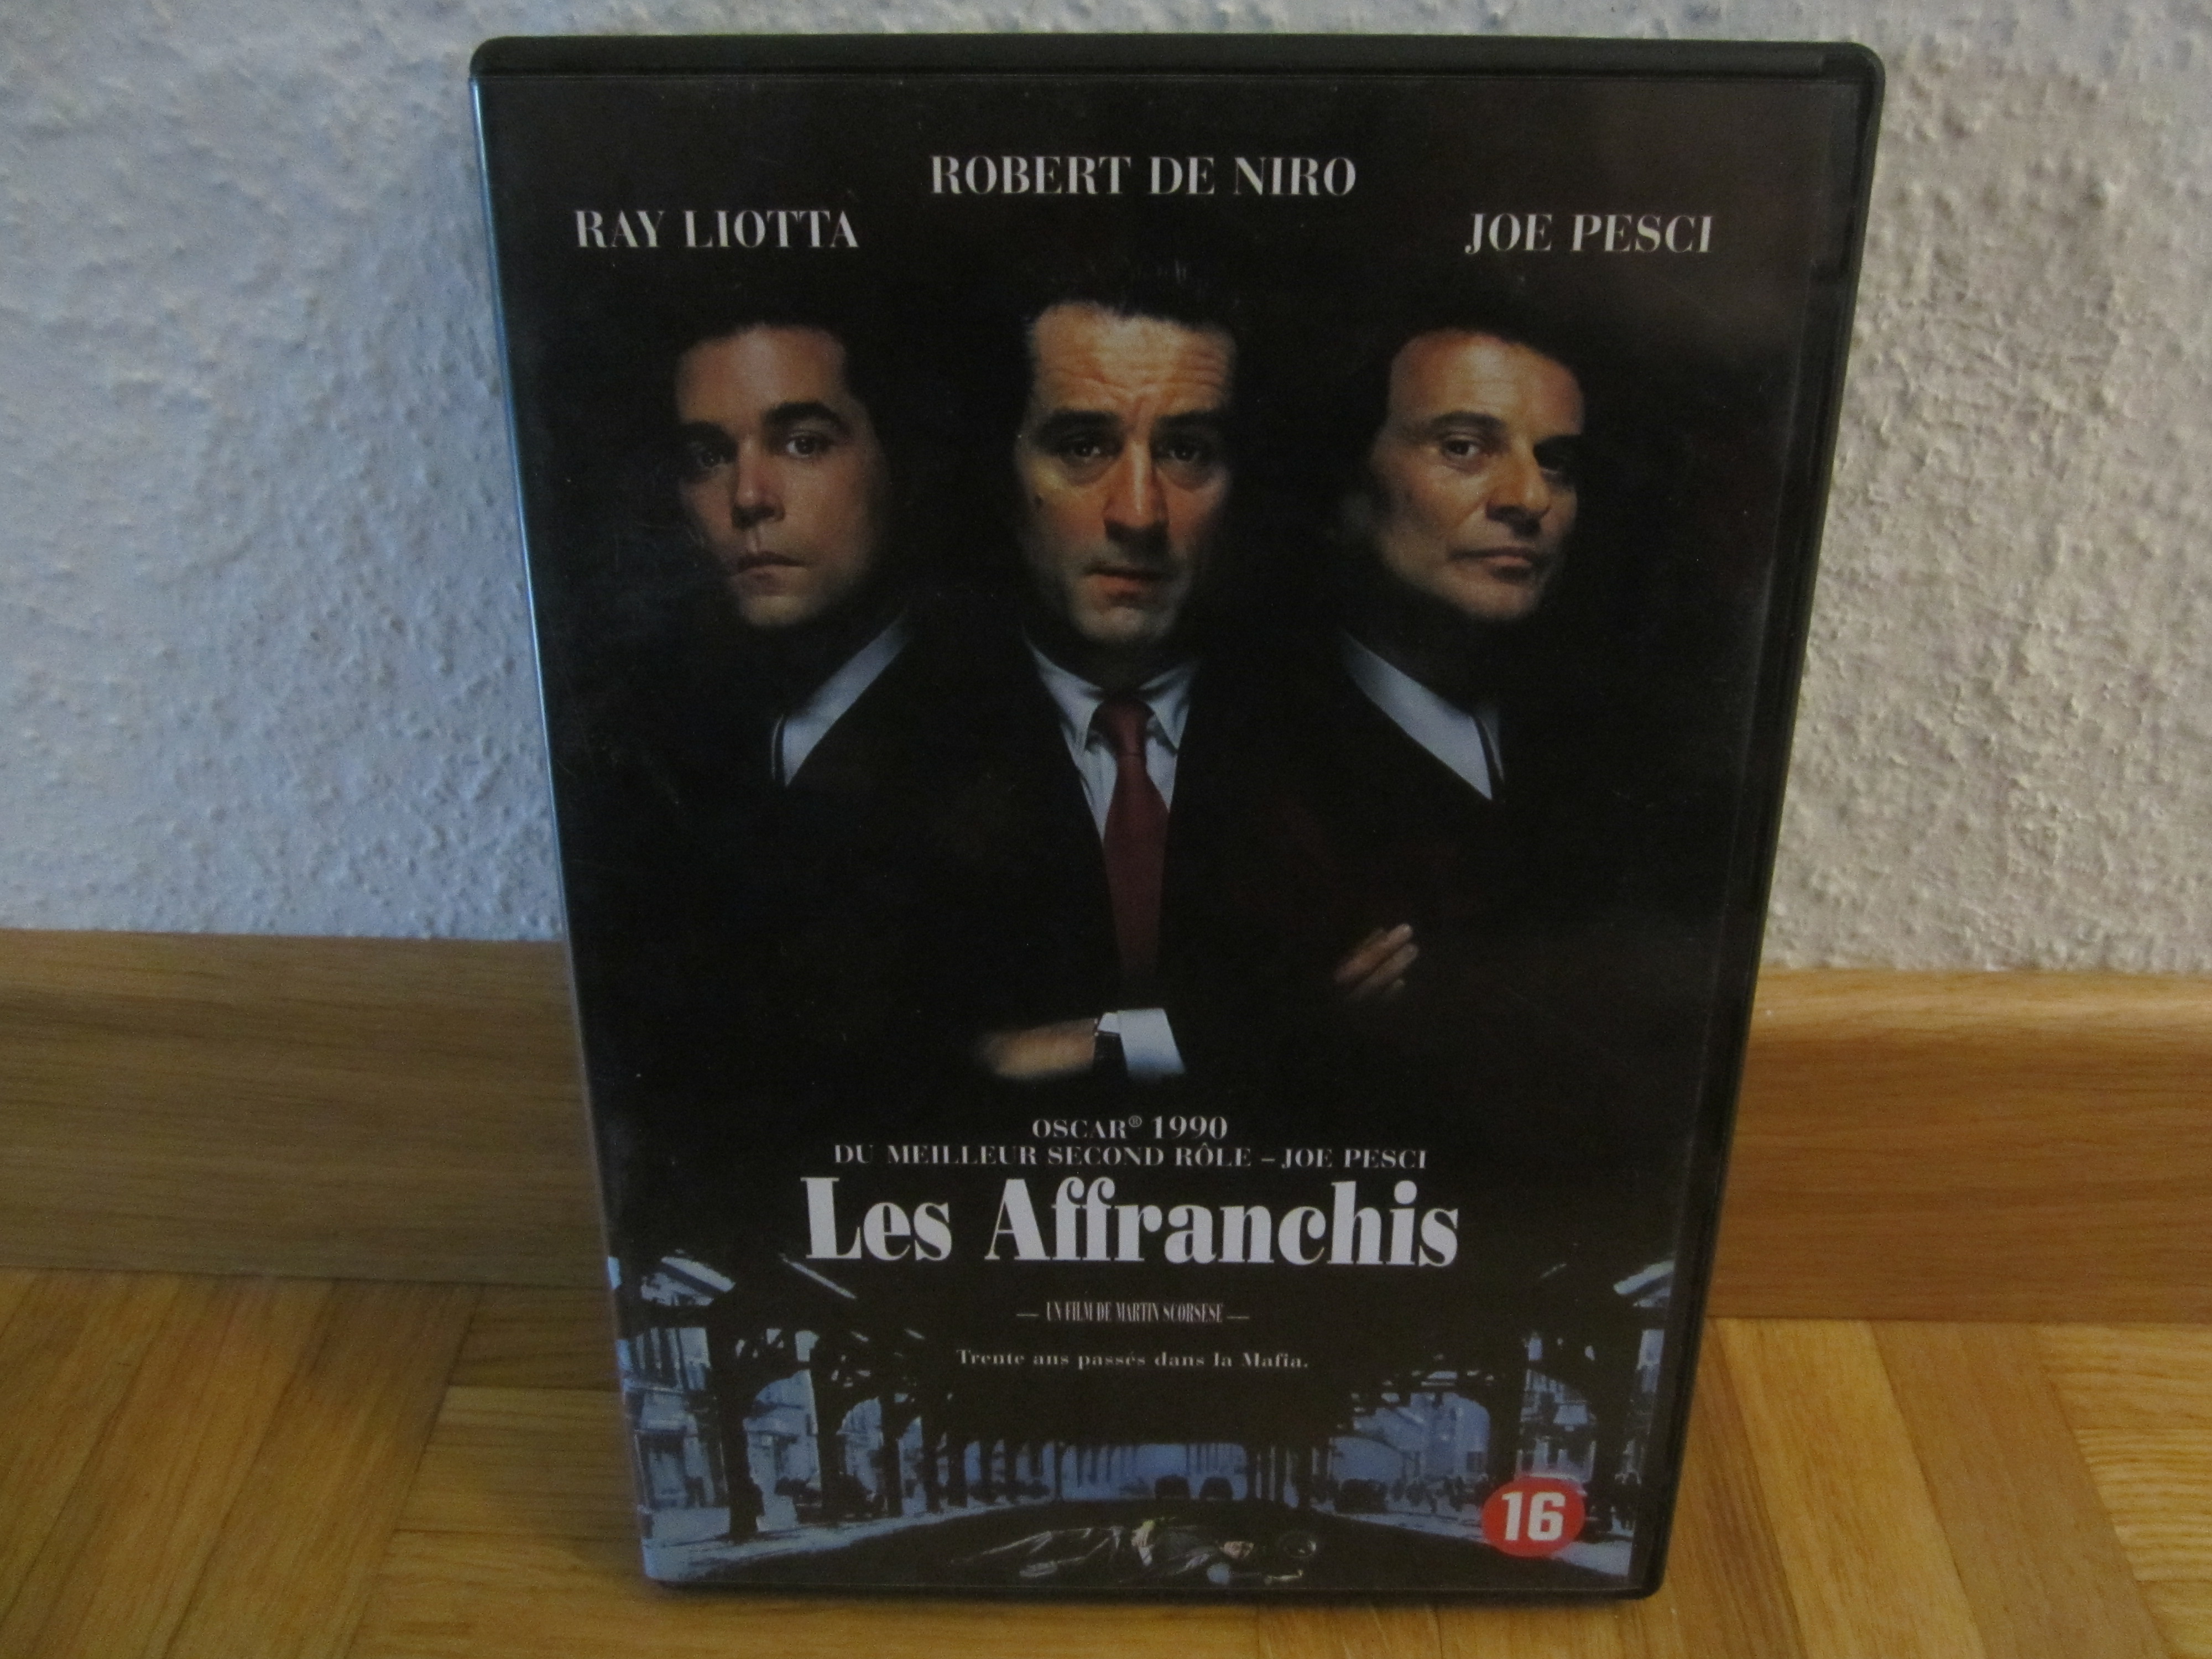 ROBERT DE NIRO
RAY LIOTTA
JOE PESCI
OSCAR® 1990
DU MEILLEUR SECOND RÔLE – JOE PESCI
Les Affranchis
— UN FILM DE MARTIN SCORSESE —
Trente ans passés dans la Mafia.
16